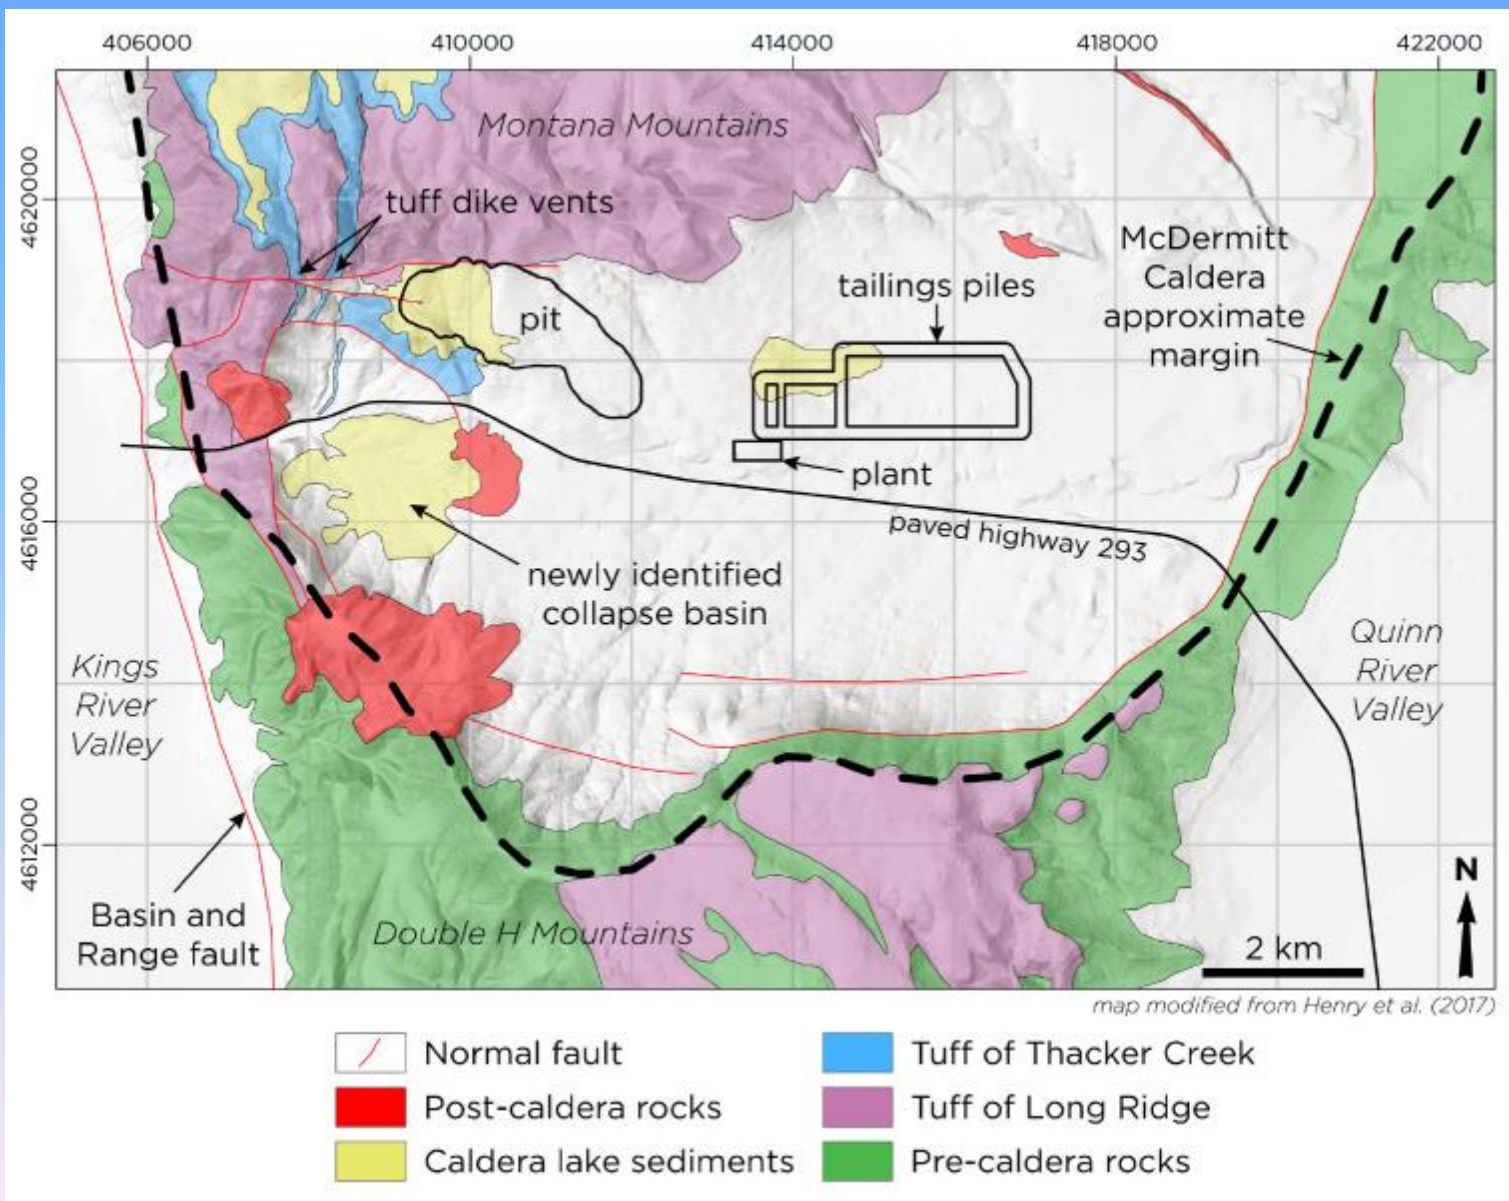 406000
410000
414000
418000
422000
4620000
4616000
4612000
Montana Mountains
tuff dike vents
McDermitt
Caldera
approximate
margin
tailings piles
pit
plant
paved highway 293
newly identified
collapse basin
Kings
River
Valley
Quinn
River
Valley
Basin and
Range fault
Double H Mountains
N
2 km
map modified from Henry et al. (2017)
Normal fault
Post-caldera rocks
Caldera lake sediments
Tuff of Thacker Creek
Tuff of Long Ridge
Pre-caldera rocks